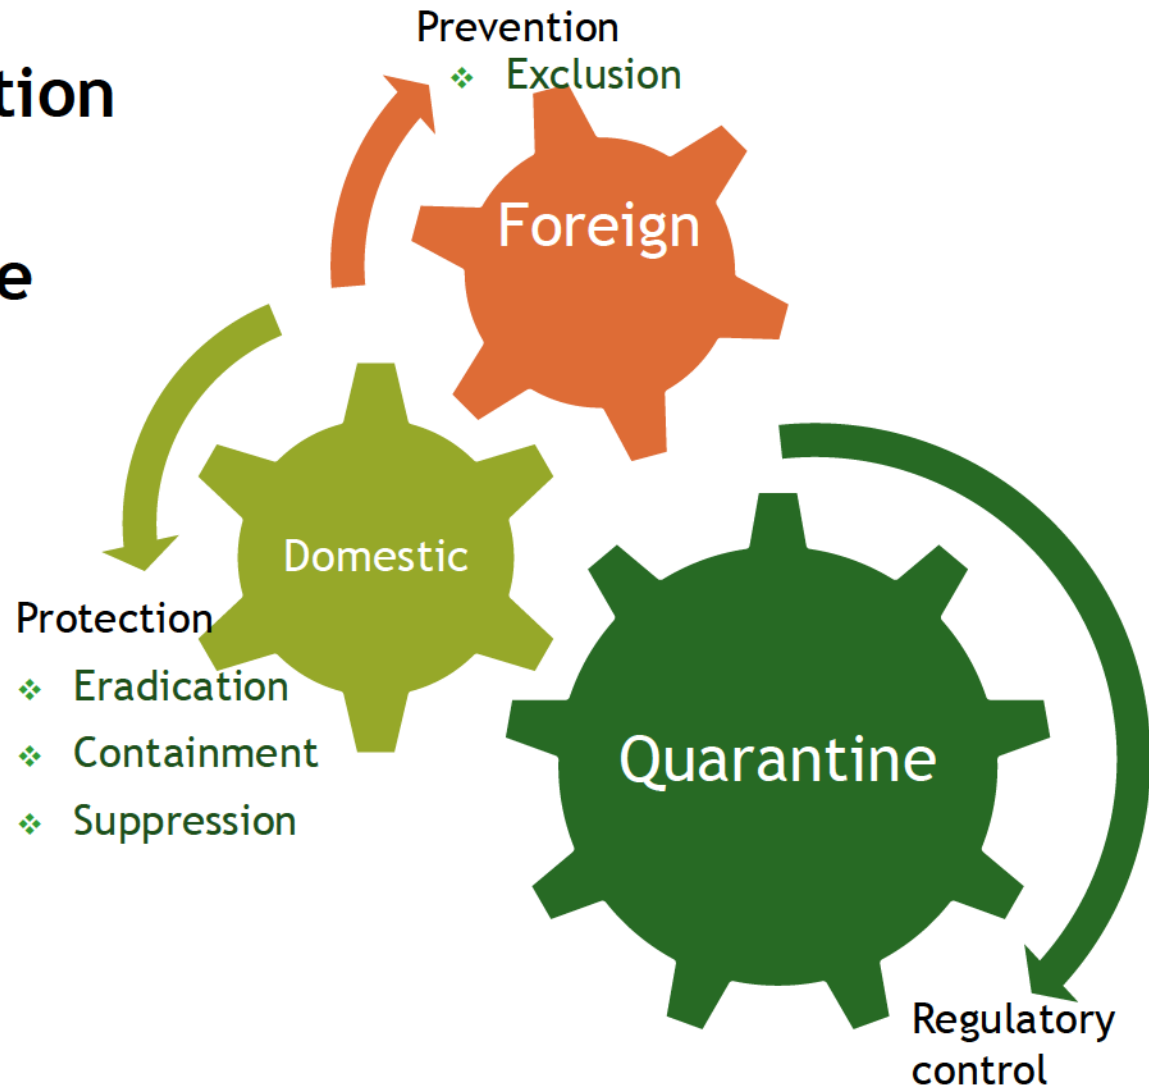 Prevention
❖ Exclusion
tion
Foreign
e
Domestic
Protection
❖ Eradication
❖ Containment
❖ Suppression
Quarantine
Regulatory
control